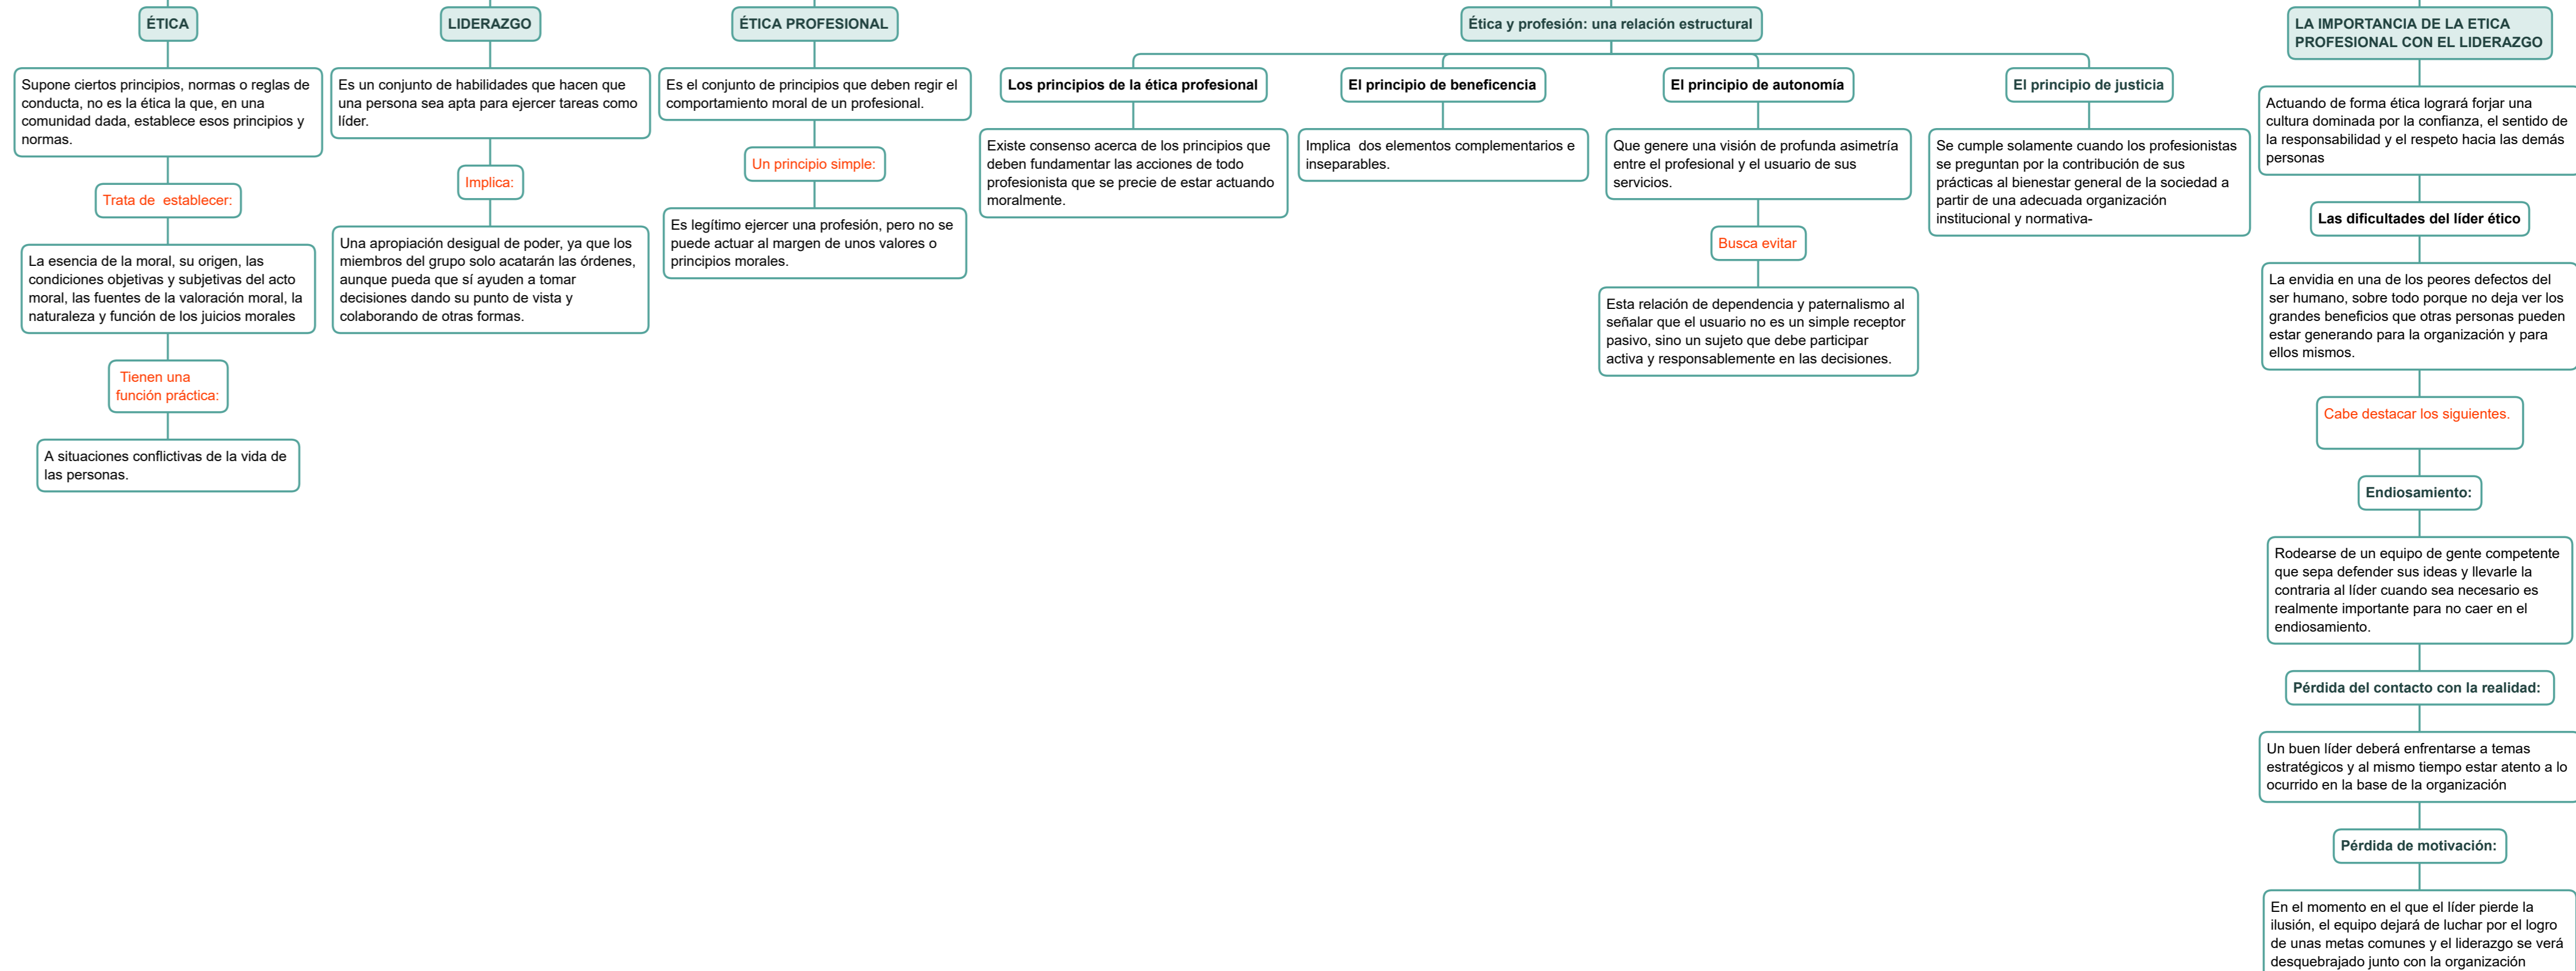 ÉTICA
Supone ciertos principios, normas o reglas de
conducta, no es la ética la que, en una
comunidad dada, establece esos principios y
normas.
Trata de  establecer:
La esencia de la moral, su origen, las
condiciones objetivas y subjetivas del acto
moral, las fuentes de la valoración moral, la
naturaleza y función de los juicios morales
Tienen una
función práctica:
A situaciones conflictivas de la vida de
las personas.
LIDERAZGO
Es un conjunto de habilidades que hacen que
una persona sea apta para ejercer tareas como
líder.
Implica:
Una apropiación desigual de poder, ya que los
miembros del grupo solo acatarán las órdenes,
aunque pueda que sí ayuden a tomar
decisiones dando su punto de vista y
colaborando de otras formas.
ÉTICA PROFESIONAL
Es el conjunto de principios que deben regir el
comportamiento moral de un profesional.
Un principio simple:
Es legítimo ejercer una profesión, pero no se
puede actuar al margen de unos valores o
principios morales.
Ética y profesión: una relación estructural
Los principios de la ética profesional
Existe consenso acerca de los principios que
deben fundamentar las acciones de todo
profesionista que se precie de estar actuando
moralmente.
El principio de beneficencia
Implica  dos elementos complementarios e
inseparables.
El principio de autonomía
Que genere una visión de profunda asimetría
entre el profesional y el usuario de sus
servicios.
Busca evitar
Esta relación de dependencia y paternalismo al
señalar que el usuario no es un simple receptor
pasivo, sino un sujeto que debe participar
activa y responsablemente en las decisiones.
El principio de justicia
Se cumple solamente cuando los profesionistas
se preguntan por la contribución de sus
prácticas al bienestar general de la sociedad a
partir de una adecuada organización
institucional y normativa-
LA IMPORTANCIA DE LA ETICA
PROFESIONAL CON EL LIDERAZGO
Actuando de forma ética logrará forjar una
cultura dominada por la confianza, el sentido de
la responsabilidad y el respeto hacia las demás
personas
Las dificultades del líder ético
La envidia en una de los peores defectos del
ser humano, sobre todo porque no deja ver los
grandes beneficios que otras personas pueden
estar generando para la organización y para
ellos mismos.
Cabe destacar los siguientes.
Endiosamiento:
Rodearse de un equipo de gente competente
que sepa defender sus ideas y llevarle la
contraria al líder cuando sea necesario es
realmente importante para no caer en el
endiosamiento.
Pérdida del contacto con la realidad:
Un buen líder deberá enfrentarse a temas
estratégicos y al mismo tiempo estar atento a lo
ocurrido en la base de la organización
Pérdida de motivación:
En el momento en el que el líder pierde la
ilusión, el equipo dejará de luchar por el logro
de unas metas comunes y el liderazgo se verá
desquebrajado junto con la organización